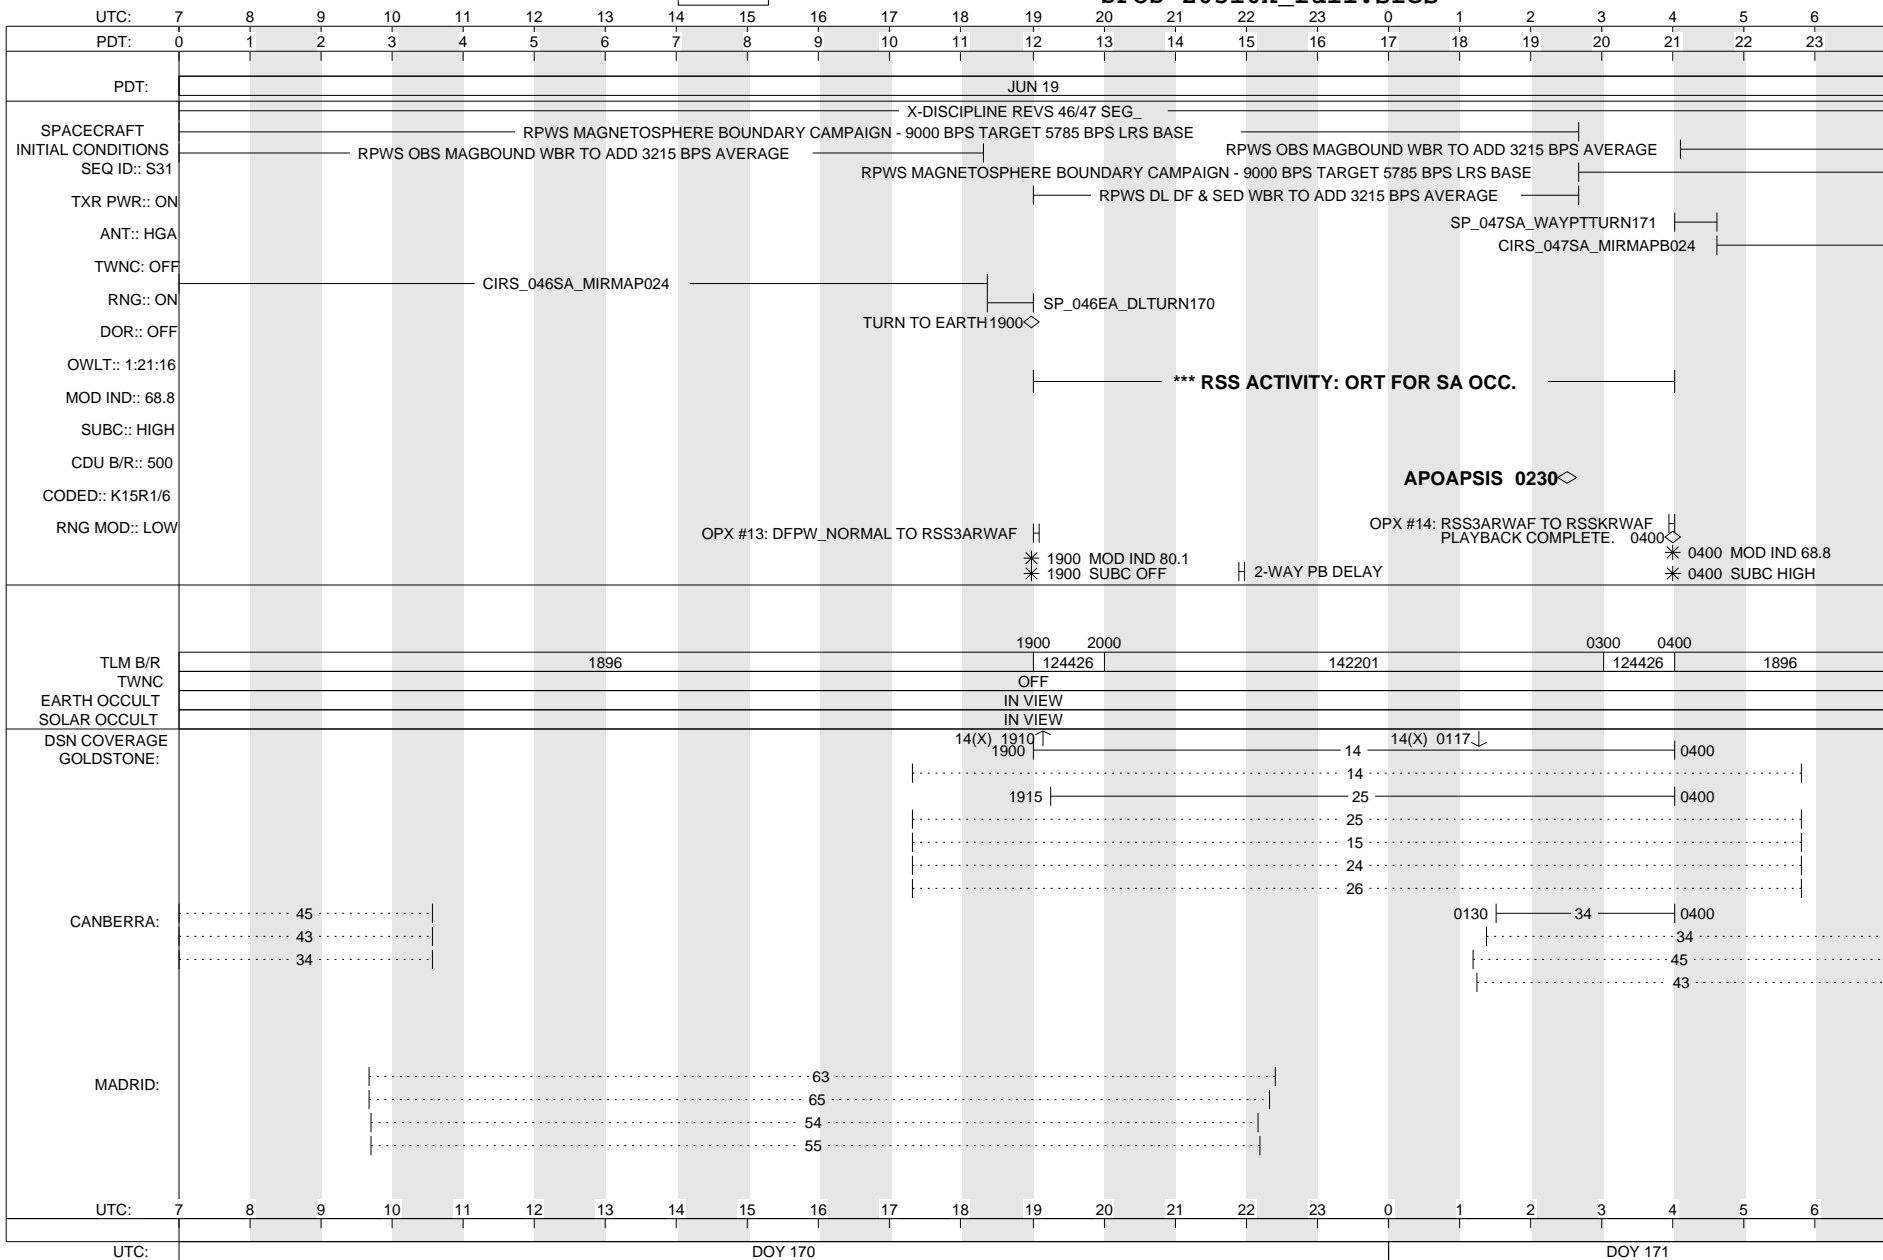 UTC: 7 8 9 10 11 12 13 14 15 16 17 18 19 20 21 22 23 0 1 2 3 4 5 6
PDT: 0 1 2 3 4 5 6 7 8 9 10 11 12 13 14 15 16 17 18 19 20 21 22 23
PDT: JUN 19
X-DISCIPLINE REVS 46/47 SEG_
SPACECRAFT
INITIAL CONDITIONS
SEQ ID:: S31
TXR PWR:: ON
ANT:: HGA
TWNC: OFF
RNG:: ON
DOR:: OFF
OWLT:: 1:21:16
MOD IND:: 68.8
SUBC:: HIGH
CDU B/R:: 500
CODED:: K15R1/6
RNG MOD:: LOW
RPWS MAGNETOSPHERE BOUNDARY CAMPAIGN - 9000 BPS TARGET 5785 BPS LRS BASE
RPWS OBS MAGBOUND WBR TO ADD 3215 BPS AVERAGE
RPWS OBS MAGBOUND WBR TO ADD 3215 BPS AVERAGE
RPWS MAGNETOSPHERE BOUNDARY CAMPAIGN - 9000 BPS TARGET 5785 BPS LRS BASE
RPWS DL DF & SED WBR TO ADD 3215 BPS AVERAGE
SP_047SA_WAYPTTURN171
CIRS_047SA_MIRMAPB024
CIRS_046SA_MIRMAP024
SP_046EA_DLTURN170
TURN TO EARTH1900
*** RSS ACTIVITY: ORT FOR SA OCC.
APOAPSIS 0230
OPX #13: DFPW_NORMAL TO RSS3ARWAF
OPX #14: RSS3ARWAF TO RSSKRWAF
PLAYBACK COMPLETE. 0400
1900 MOD IND 80.1
0400 MOD IND 68.8
1900 SUBC OFF
2-WAY PB DELAY
0400 SUBC HIGH
1900 2000 0300 0400
TLM B/R 1896 124426 142201 124426 1896
TWNC OFF
EARTH OCCULT IN VIEW
SOLAR OCCULT IN VIEW
DSN COVERAGE
14(X) 1910 14(X) 0117
GOLDSTONE: 1900 14 0400
14
1915 25 0400
25
15
24
26
CANBERRA: 45 0130 34 0400
43 34
34 45
43
MADRID: 63
65
54
55
UTC: 7 8 9 10 11 12 13 14 15 16 17 18 19 20 21 22 23 0 1 2 3 4 5 6
UTC: DOY 170 DOY 171